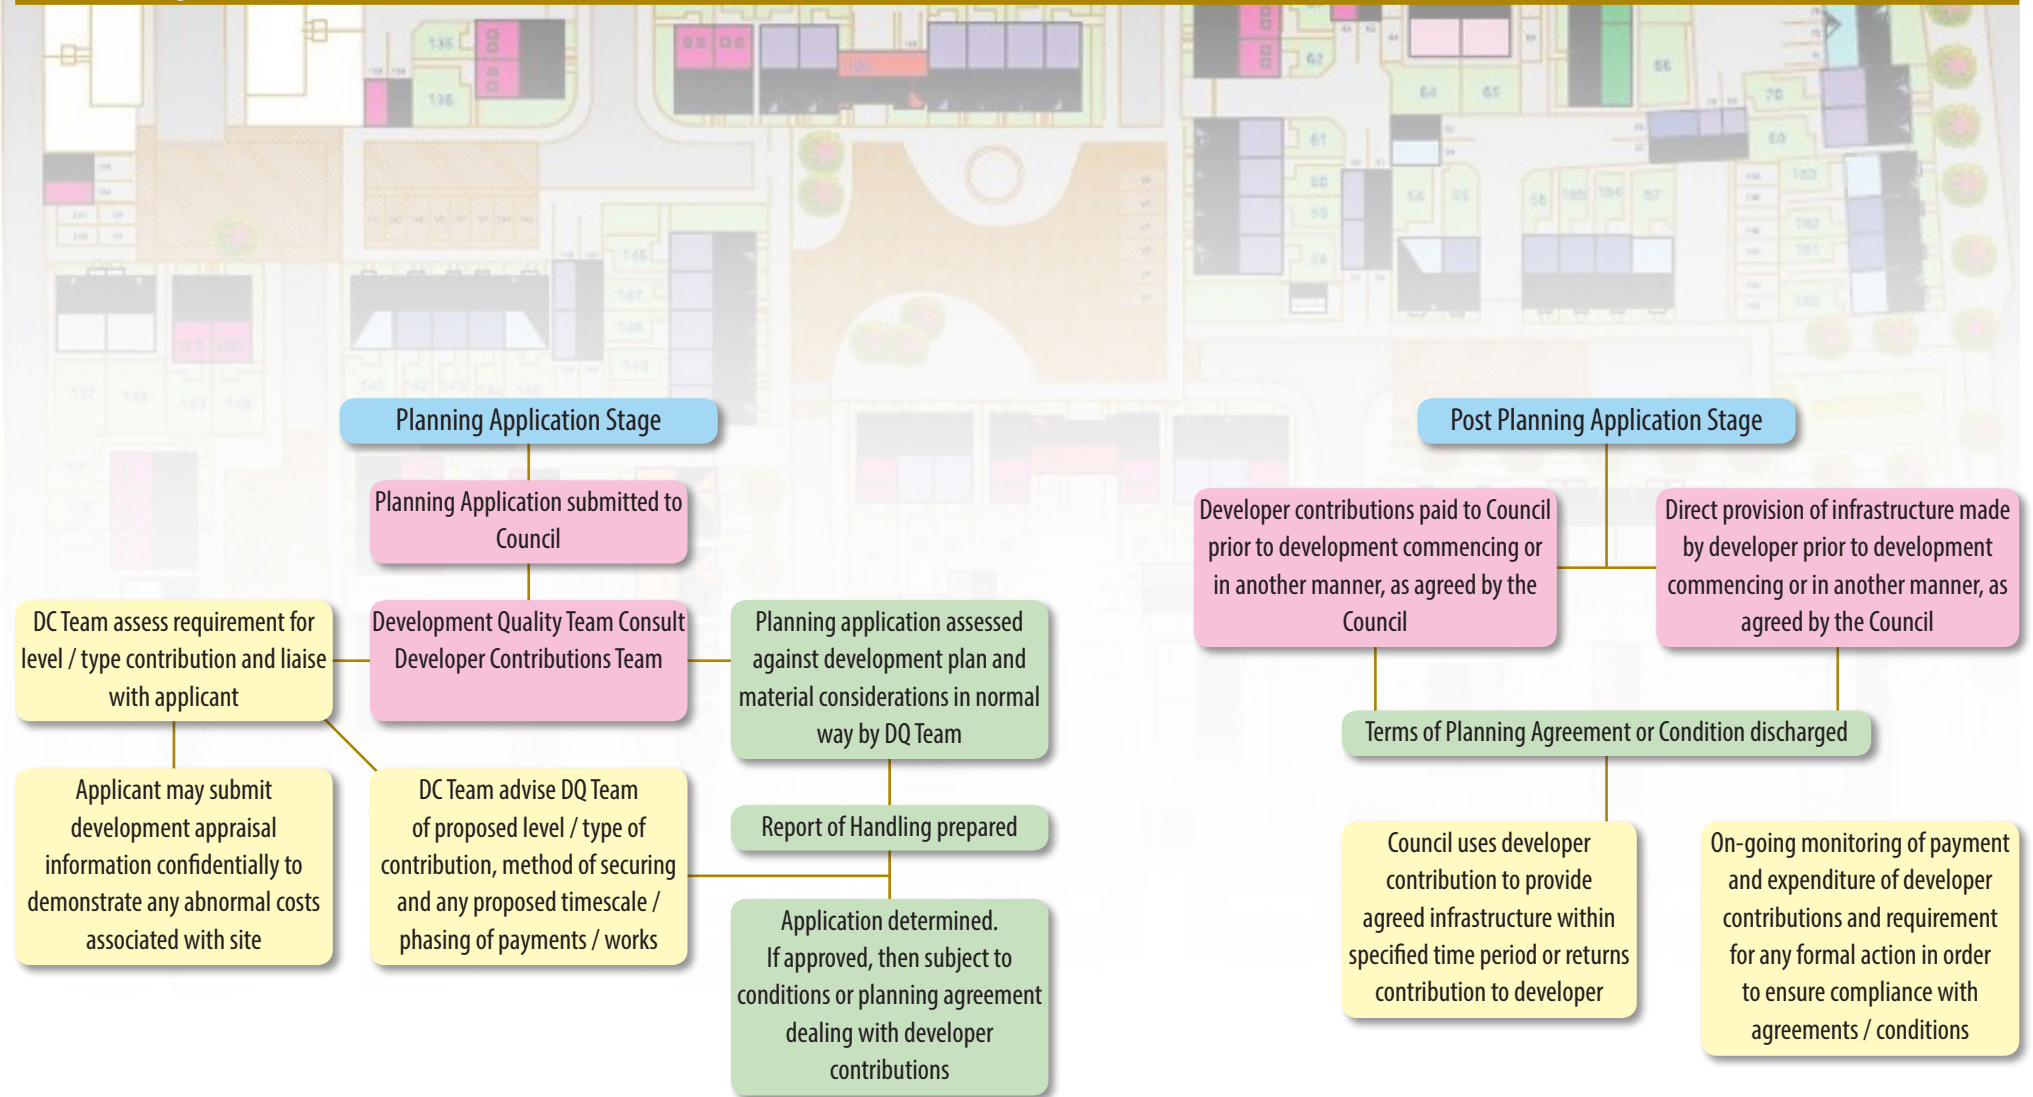 Planning Application Stage
Planning Application submitted to
Council
Development Quality Team Consult
Developer Contributions Team
DC Team assess requirement for
level / type contribution and liaise
with applicant
Applicant may submit
development appraisal
information confidentially to
demonstrate any abnormal costs
associated with site
DC Team advise DQ Team
of proposed level / type of
contribution, method of securing
and any proposed timescale /
phasing of payments / works
Planning application assessed
against development plan and
material considerations in normal
way by DQ Team
Report of Handling prepared
Application determined.
If approved, then subject to
conditions or planning agreement
dealing with developer
contributions
Post Planning Application Stage
Developer contributions paid to Council
prior to development commencing or
in another manner, as agreed by the
Council
Direct provision of infrastructure made
by developer prior to development
commencing or in another manner, as
agreed by the Council
Terms of Planning Agreement or Condition discharged
Council uses developer
contribution to provide
agreed infrastructure within
specified time period or returns
contribution to developer
On-going monitoring of payment
and expenditure of developer
contributions and requirement
for any formal action in order
to ensure compliance with
agreements / conditions